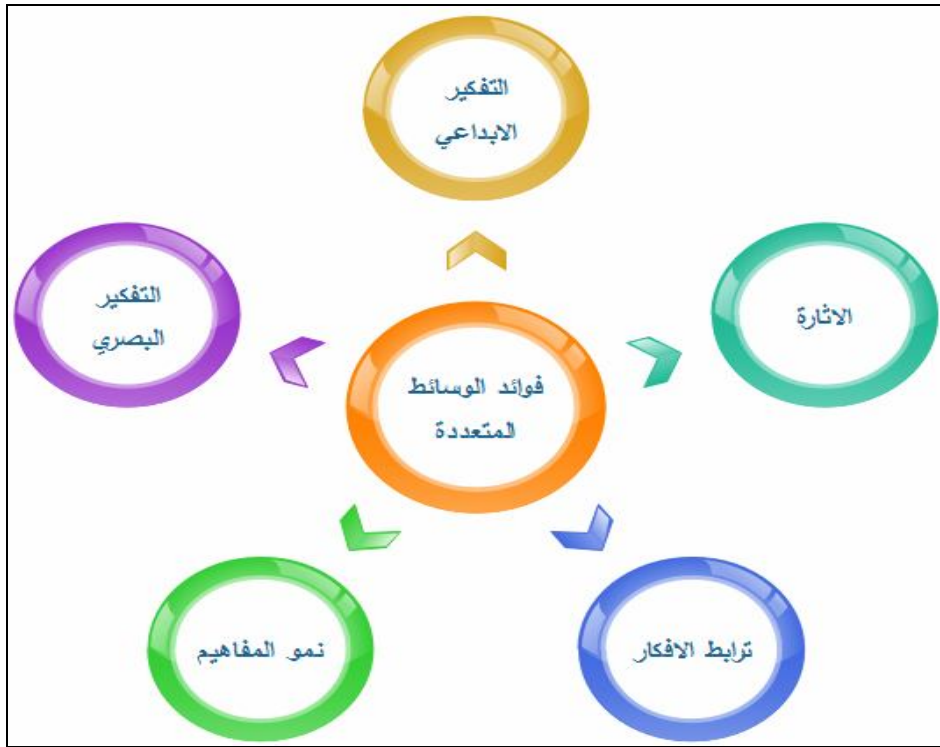 التفكير
الابداعي
الاثارة
التفكير
البصري
فوائد الوسائط
المتعددة
ترابط الافكار
نمو المفاهيم